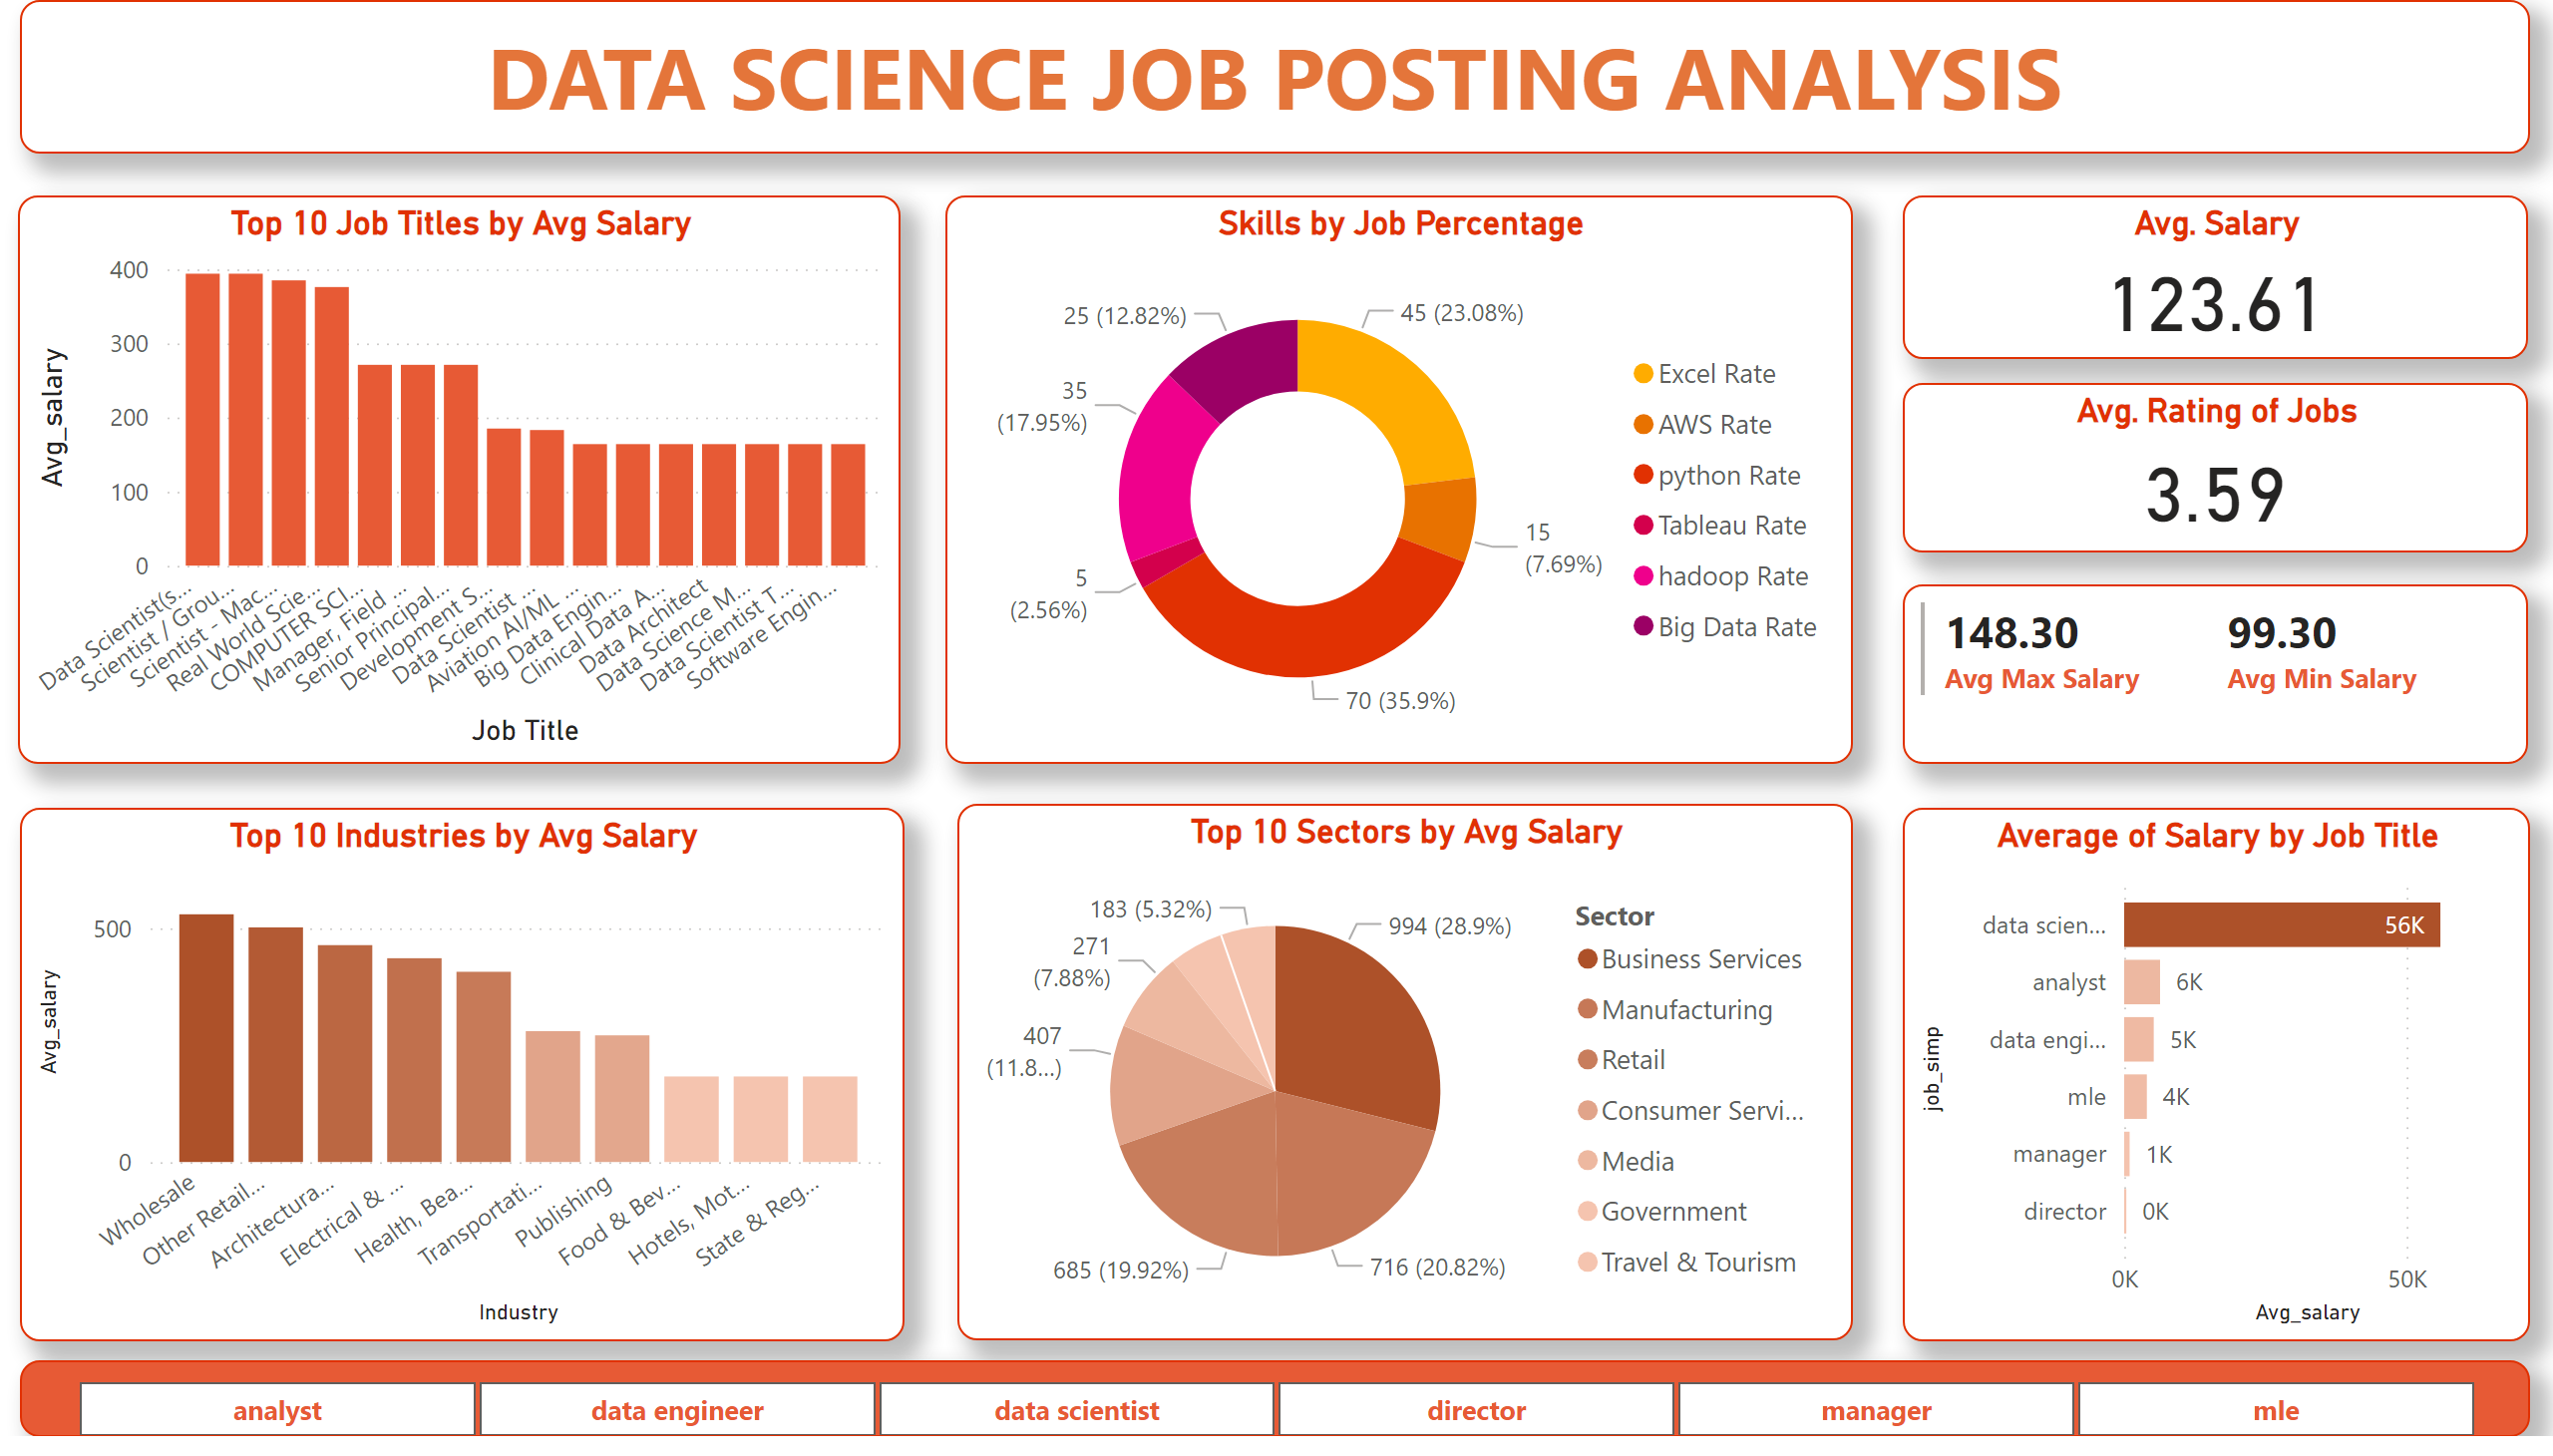 DATA SCIENCE JOB POSTING ANALYSIS
Top 10 Job Titles by Avg Salary
400
300
200
100
0
Avg_salary
Data Scientist(s...
Scientist / Grou...
Scientist - Mac...
Real World Scie...
COMPUTER SCI...
Manager, Field ...
Senior Principal...
Development S...
Data Scientist ...
Aviation AI/ML ...
Big Data Engin...
Clinical Data A...
Data Architect
Data Science M...
Data Scientist T...
Software Engin...
Job Title
Skills by Job Percentage
25 (12.82%)
45 (23.08%)
35
(17.95%)
15
(7.69%)
5
(2.56%)
70 (35.9%)
Excel Rate
AWS Rate
python Rate
Tableau Rate
hadoop Rate
Big Data Rate
Avg. Salary
123.61
Avg. Rating of Jobs
3.59
148.30
Avg Max Salary
99.30
Avg Min Salary
Top 10 Industries by Avg Salary
500
0
Avg_salary
Wholesale
Other Retail...
Architectura...
Electrical & ...
Health, Bea...
Transportati...
Publishing
Food & Bev...
Hotels, Mot...
State & Reg...
Industry
Top 10 Sectors by Avg Salary
183 (5.32%)
994 (28.9%)
271
(7.88%)
407
(11.8...)
685 (19.92%)
716 (20.82%)
Sector
Business Services
Manufacturing
Retail
Consumer Servi...
Media
Government
Travel & Tourism
Average of Salary by Job Title
job_simp
data scien...
56K
analyst
6K
data engi...
5K
mle
4K
manager
1K
director
0K
0K
50K
Avg_salary
analyst
data engineer
data scientist
director
manager
mle